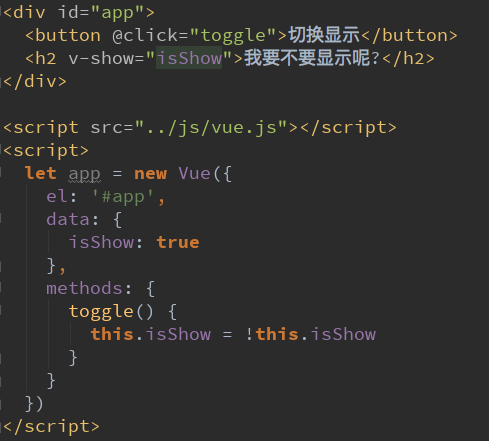 <div id="app">
  <button @click="toggle">切换显示</button>
  <h2 v-show="isShow">我要不要显示呢?</h2>
</div>

<script src="../js/vue.js"></script>
<script>
  let app = new Vue({
    el: '#app',
    data: {
      isShow: true
    },
    methods: {
      toggle() {
        this.isShow = !this.isShow
      }
    }
  })
</script>